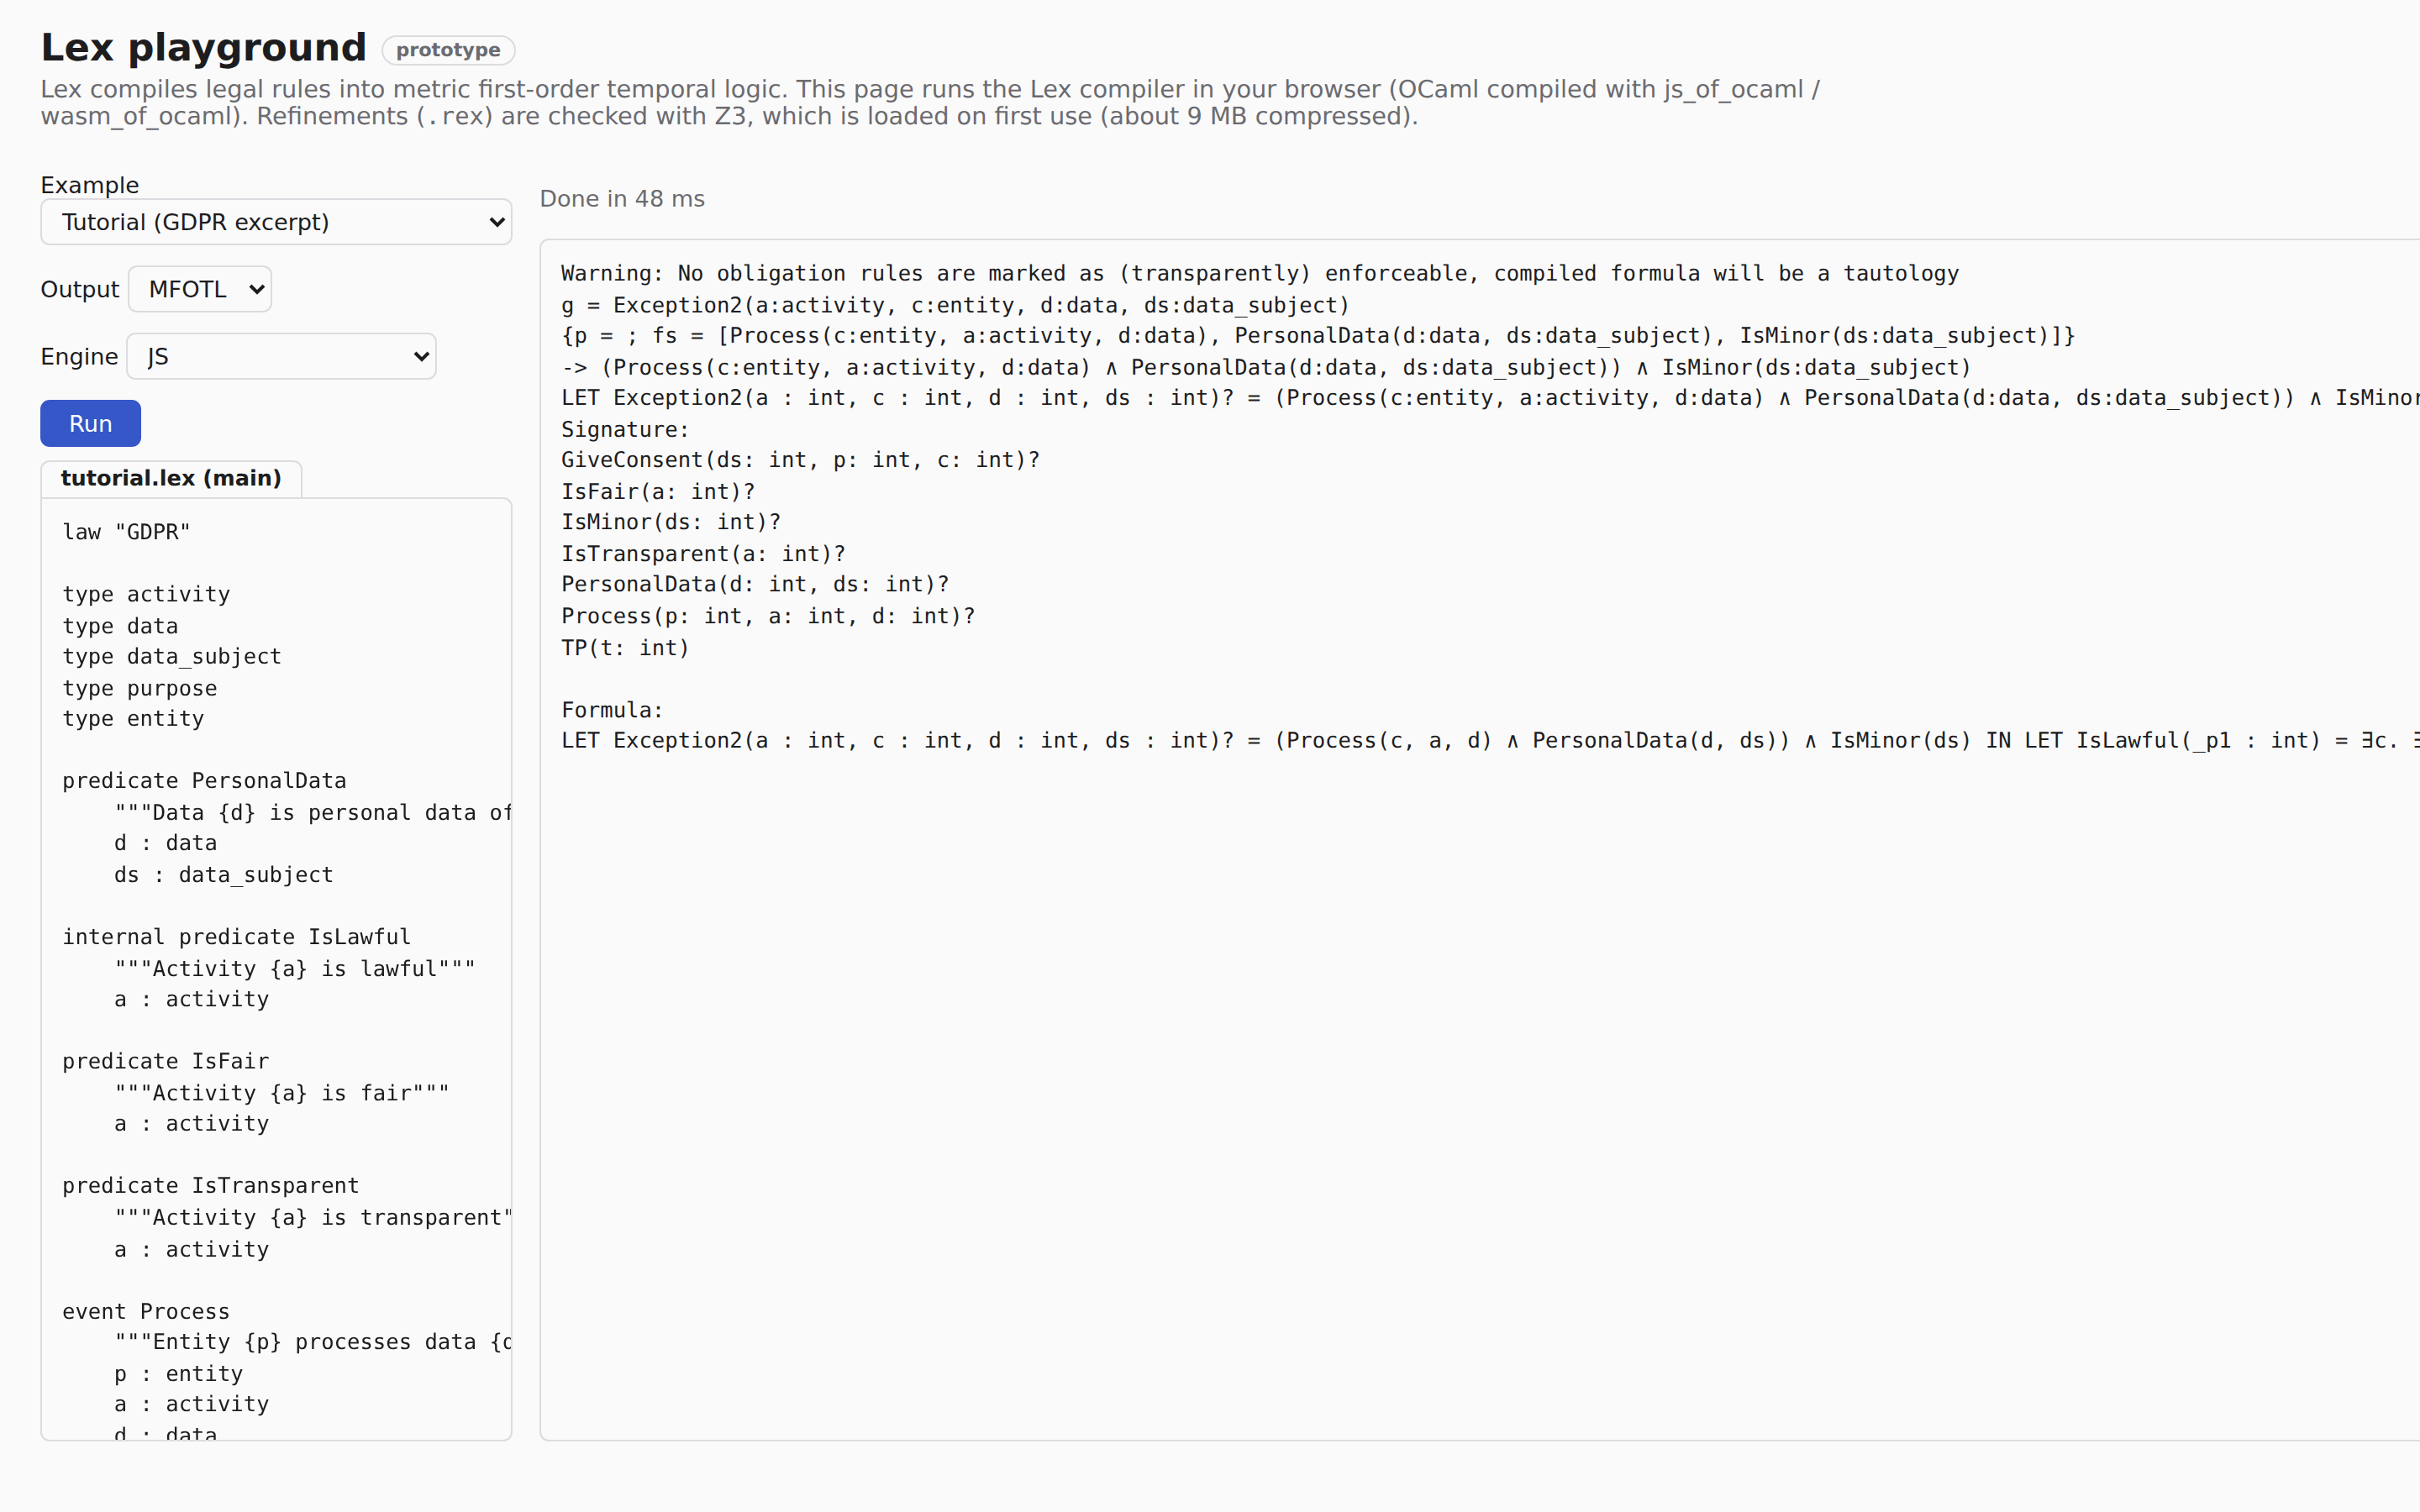 Lex playground prototype
Lex compiles legal rules into metric first-order temporal logic. This page runs the Lex compiler in your browser (OCaml compiled with js_of_ocaml /
wasm_of_ocaml). Refinements (.rex) are checked with Z3, which is loaded on first use (about 9 MB compressed).
Example
Tutorial (GDPR excerpt)
Output MFOTL
Engine JS
Run
tutorial.lex (main)
law "GDPR"
type activity
type data
type data_subject
type purpose
type entity
predicate PersonalData
"""Data {d} is personal data of
d : data
ds : data_subject
internal predicate IsLawful
"""Activity {a} is lawful"""
a : activity
predicate IsFair
"""Activity {a} is fair"""
a : activity
predicate IsTransparent
"""Activity {a} is transparent"
a : activity
event Process
"""Entity {p} processes data {d
p : entity
a : activity
d : data
Done in 48 ms
Warning: No obligation rules are marked as (transparently) enforceable, compiled formula will be a tautology
g = Exception2(a:activity, c:entity, d:data, ds:data_subject)
{p = ; fs = [Process(c:entity, a:activity, d:data), PersonalData(d:data, ds:data_subject), IsMinor(ds:data_subject)]}
-> (Process(c:entity, a:activity, d:data) ∧ PersonalData(d:data, ds:data_subject)) ∧ IsMinor(ds:data_subject)
LET Exception2(a : int, c : int, d : int, ds : int)? = (Process(c:entity, a:activity, d:data) ∧ PersonalData(d:data, ds:data_subject)) ∧ IsMinor
Signature:
GiveConsent(ds: int, p: int, c: int)?
IsFair(a: int)?
IsMinor(ds: int)?
IsTransparent(a: int)?
PersonalData(d: int, ds: int)?
Process(p: int, a: int, d: int)?
TP(t: int)
Formula:
LET Exception2(a : int, c : int, d : int, ds : int)? = (Process(c, a, d) ∧ PersonalData(d, ds)) ∧ IsMinor(ds) IN LET IsLawful(_p1 : int) = ∃c. ∃